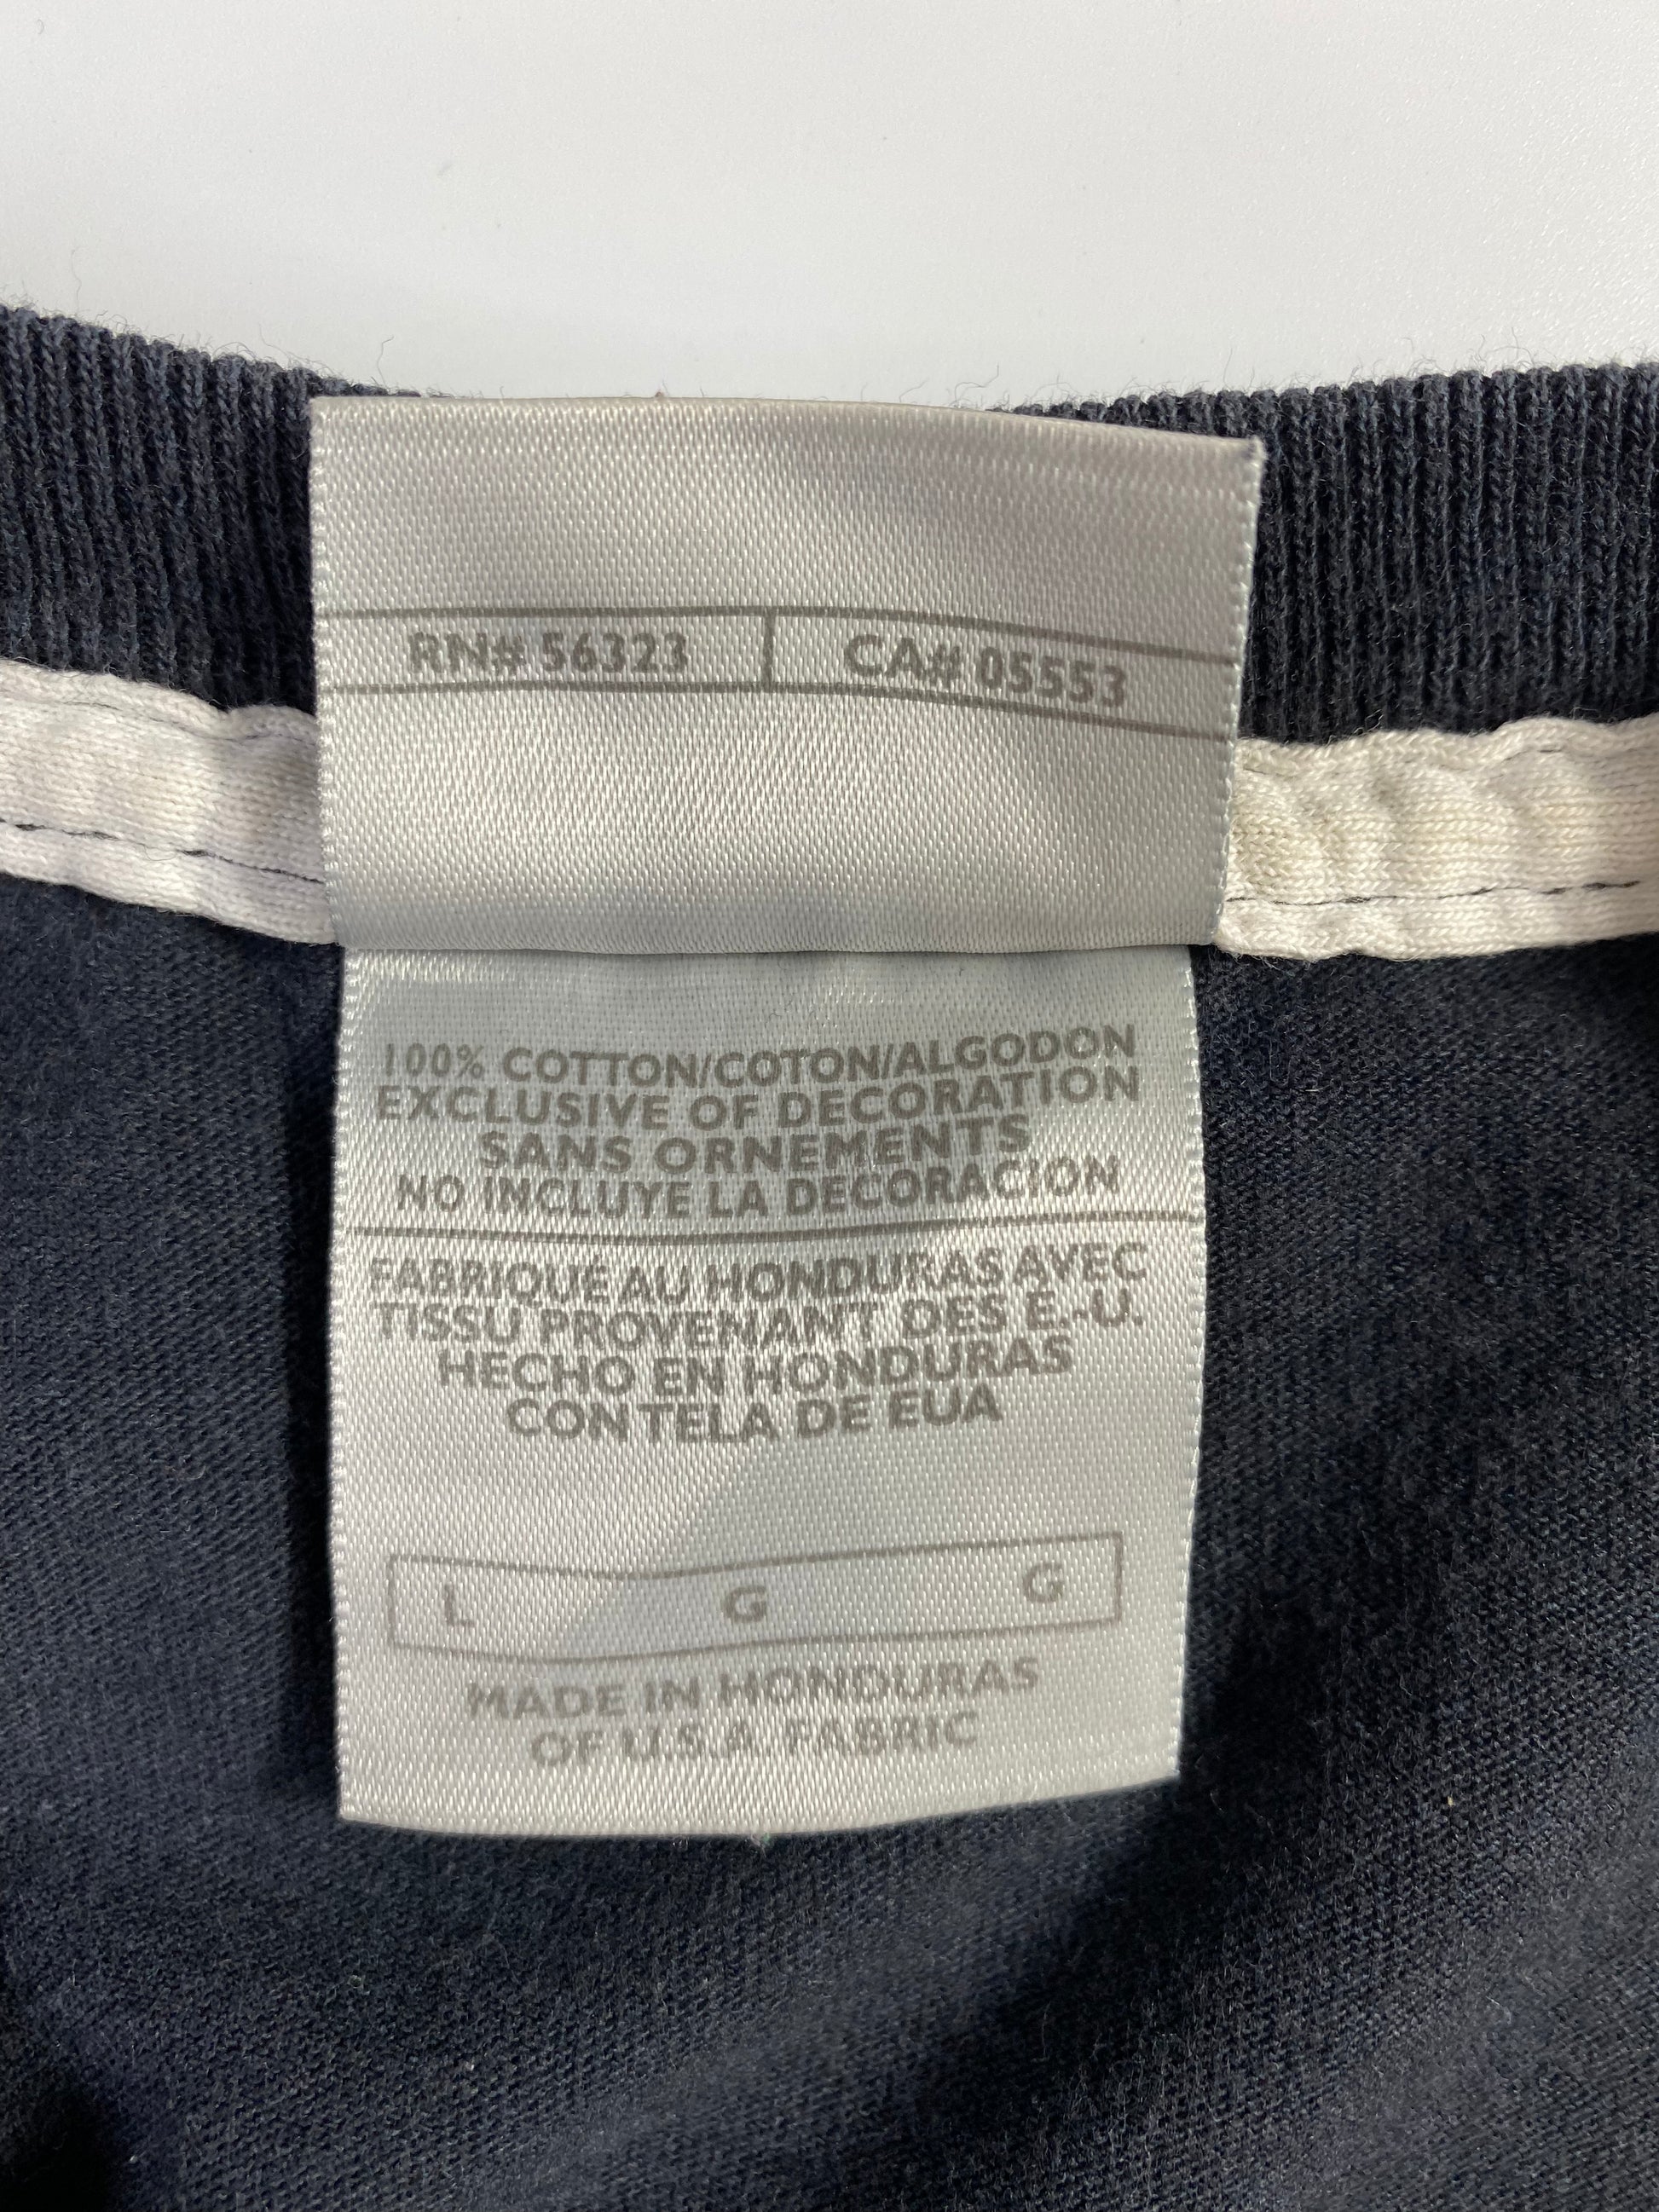 RN# 56323 CA# 05553
100% COTTON/COTON/ALGODON
EXCLUSIVE OF DECORATION
SANS ORNEMENTS
NO INCLUYE LA DECORACION
FABRIQUÉ AU HONDURAS AVEC
TISSU PROVENANT DES É.-U.
HECHO EN HONDURAS
CON TELA DE EUA
L G G
MADE IN HONDURAS
OF U.S.A. FABRIC